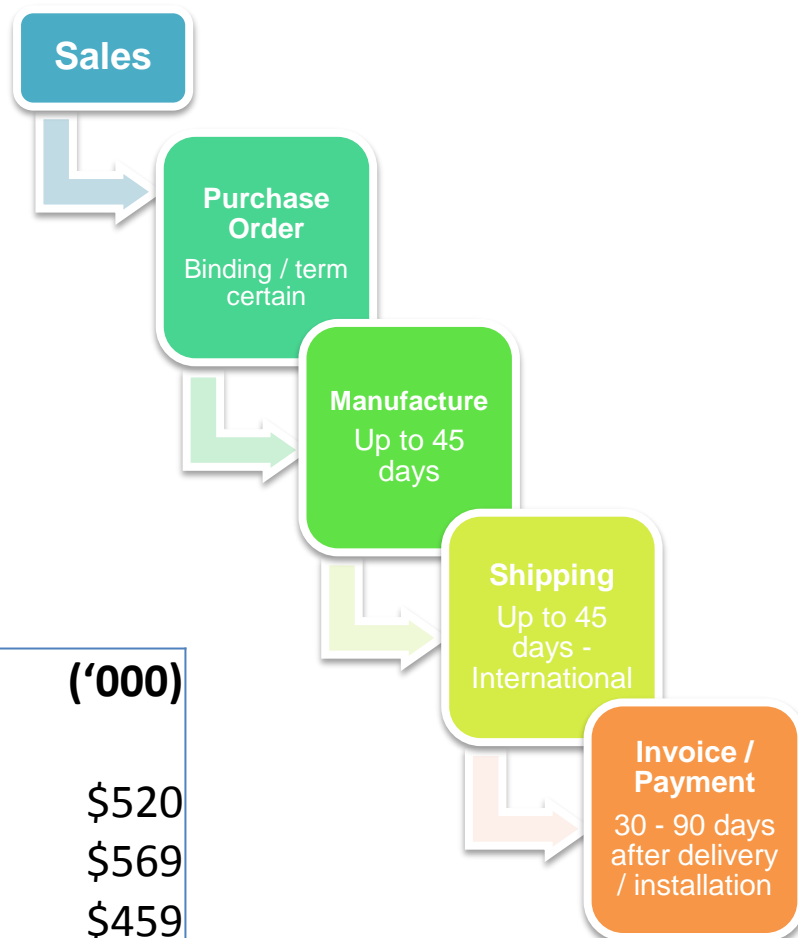 Sales
Purchase
Order
Binding / term
certain
Manufacture
Up to 45
days
Shipping
Up to 45
days -
International
Invoice /
Payment
30 - 90 days
after delivery
/ installation
(‘000)
$520
$569
$459